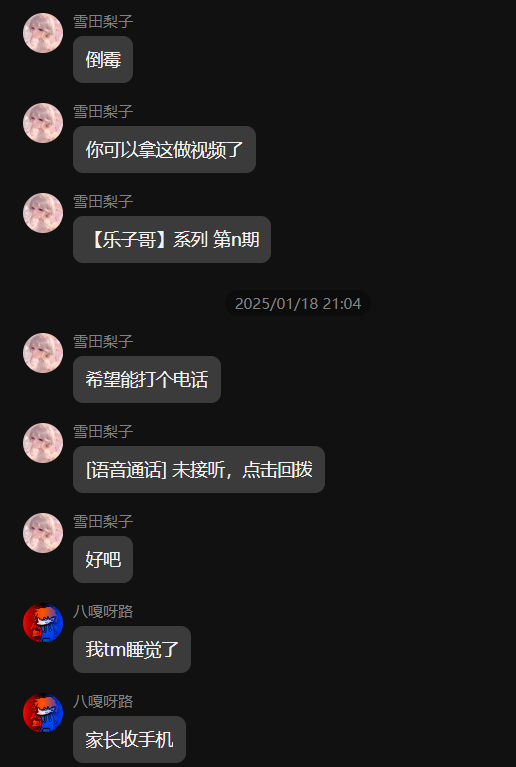 雪田梨子
倒霉
雪田梨子
你可以拿这做视频了
雪田梨子
【乐子哥】系列 第n期
2025/01/18 21:04
雪田梨子
希望能打个电话
雪田梨子
[语音通话] 未接听，点击回拨
雪田梨子
好吧
八嘎呀路
我tm睡觉了
八嘎呀路
家长收手机